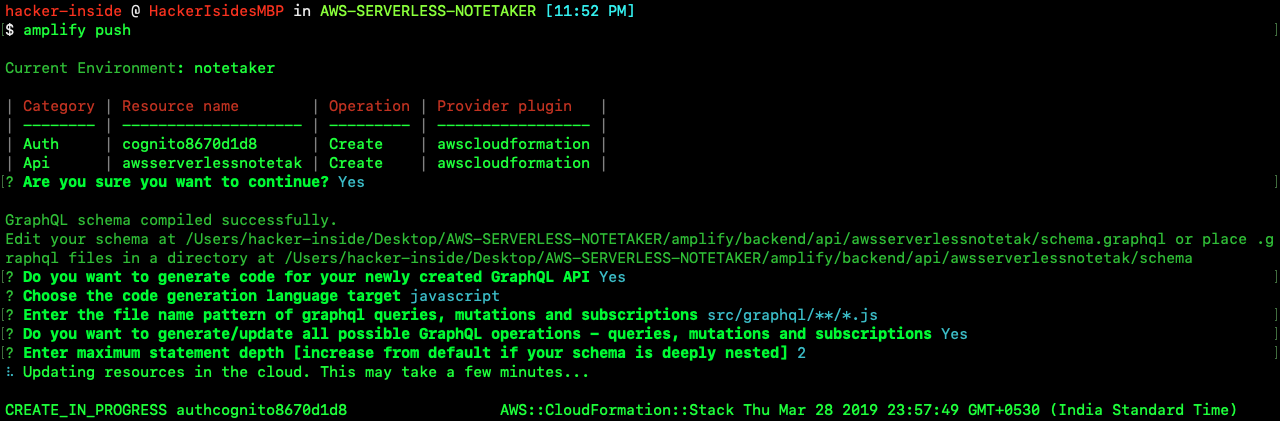 hacker-inside @ HackerIsidesMBP in AWS-SERVERLESS-NOTETAKER [11:52 PM]
$ amplify push
Current Environment: notetaker
| Category | Resource name | Operation | Provider plugin |
| -------- | -------------------- | --------- | ----------------- |
| Auth | cognito8670d1d8 | Create | awscloudformation |
| Api | awsserverlessnotetak | Create | awscloudformation |
? Are you sure you want to continue? Yes
GraphQL schema compiled successfully.
Edit your schema at /Users/hacker-inside/Desktop/AWS-SERVERLESS-NOTETAKER/amplify/backend/api/awsserverlessnotetak/schema.graphql or place .g
raphql files in a directory at /Users/hacker-inside/Desktop/AWS-SERVERLESS-NOTETAKER/amplify/backend/api/awsserverlessnotetak/schema
? Do you want to generate code for your newly created GraphQL API Yes
? Choose the code generation language target javascript
? Enter the file name pattern of graphql queries, mutations and subscriptions src/graphql/**/*.js
? Do you want to generate/update all possible GraphQL operations - queries, mutations and subscriptions Yes
? Enter maximum statement depth [increase from default if your schema is deeply nested] 2
⠧ Updating resources in the cloud. This may take a few minutes...
CREATE_IN_PROGRESS authcognito8670d1d8 AWS::CloudFormation::Stack Thu Mar 28 2019 23:57:49 GMT+0530 (India Standard Time)